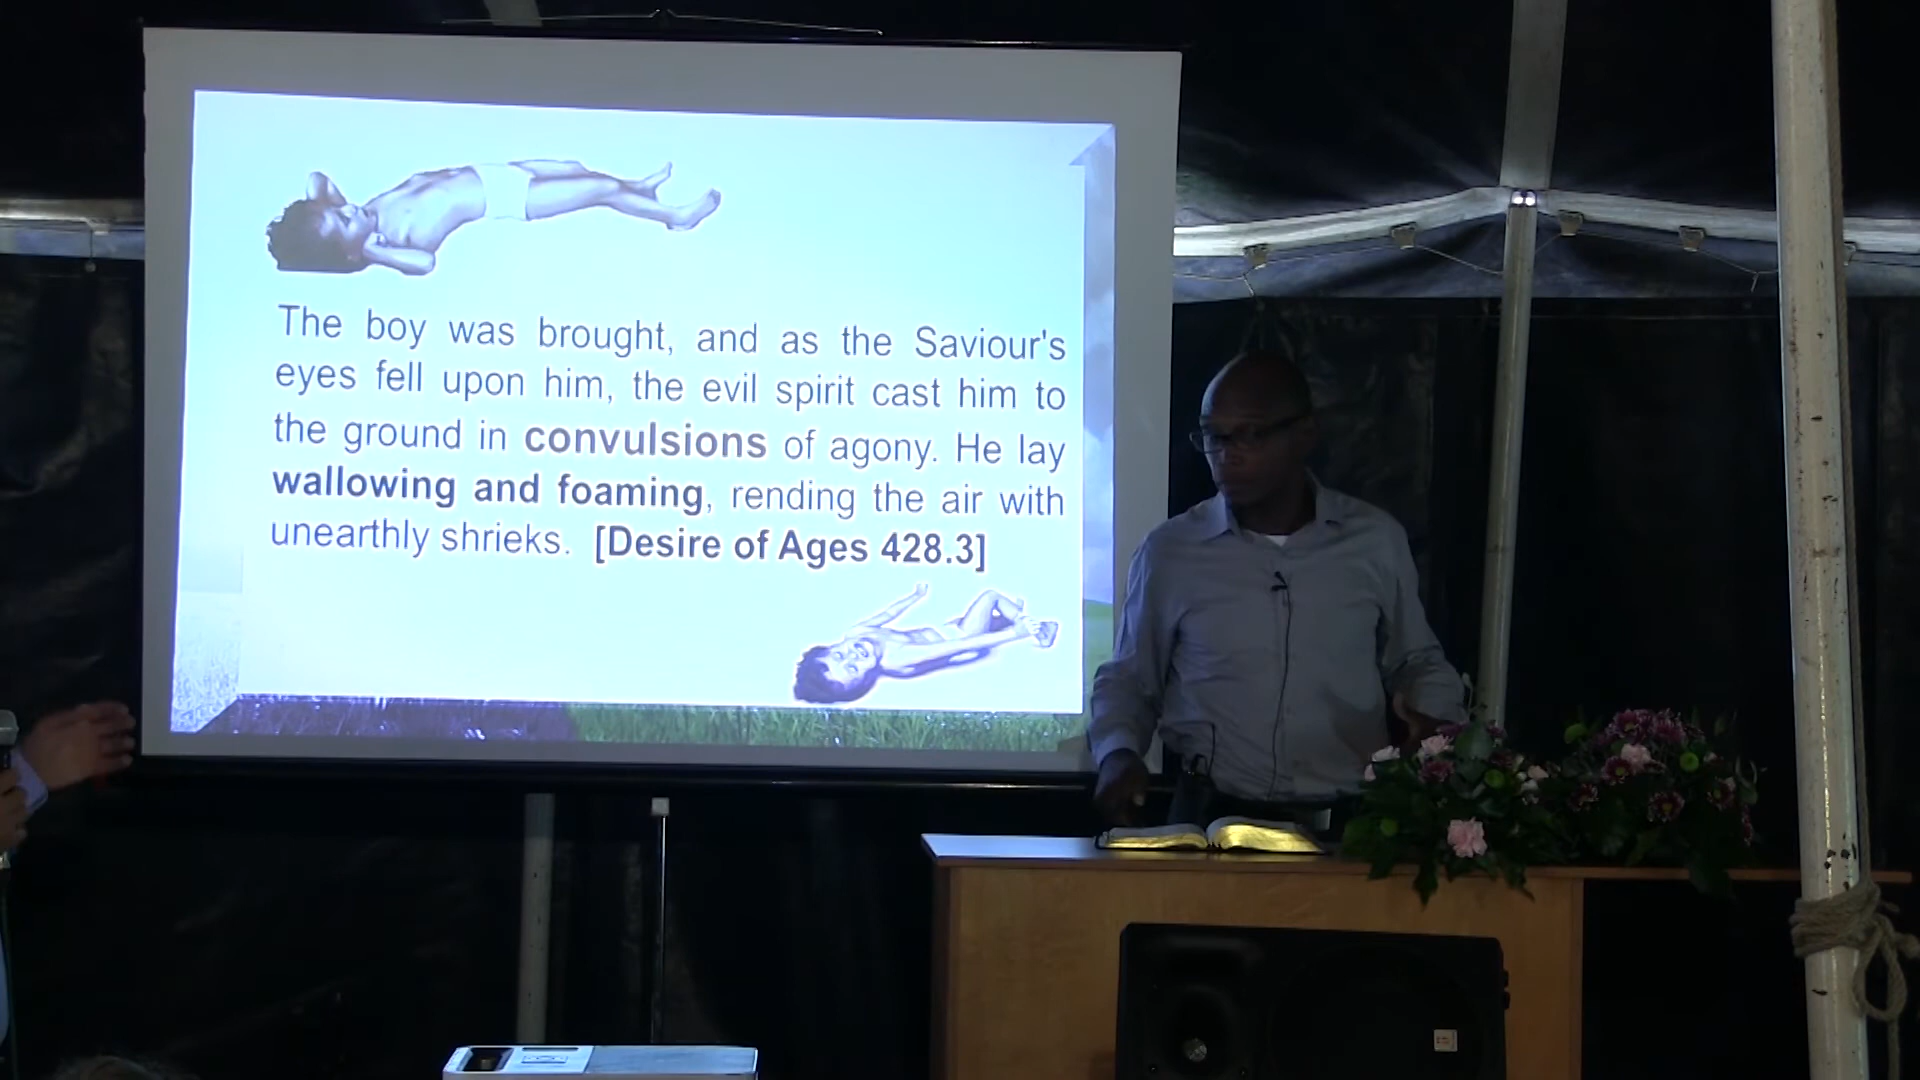 The boy was brought, and as the Saviour's
eyes fell upon him, the evil spirit cast him to
the ground in convulsions of agony. He lay
wallowing and foaming, rending the air with
unearthly shrieks. [Desire of Ages 428.3]